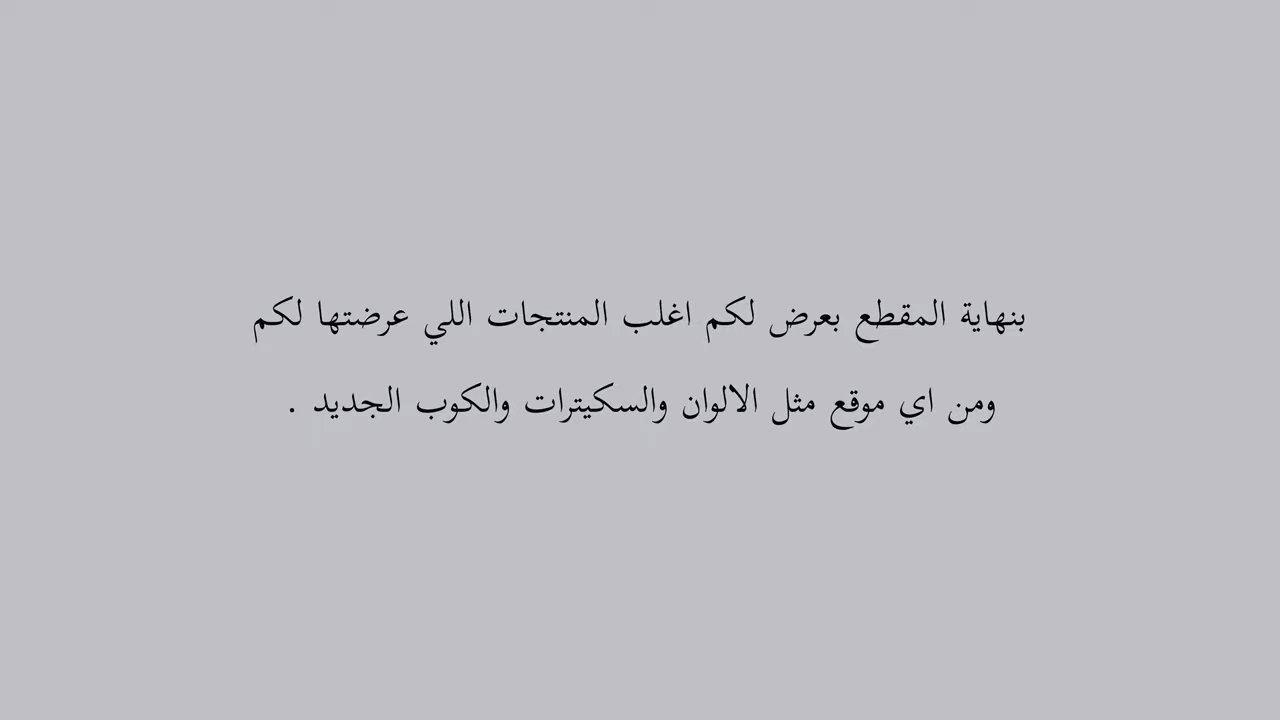 بنهاية المقطع بعرض لكم اغلب المنتجات اللي عرضتها لكم
ومن اي موقع مثل الالوان والسكيترات والكوب الجديد .